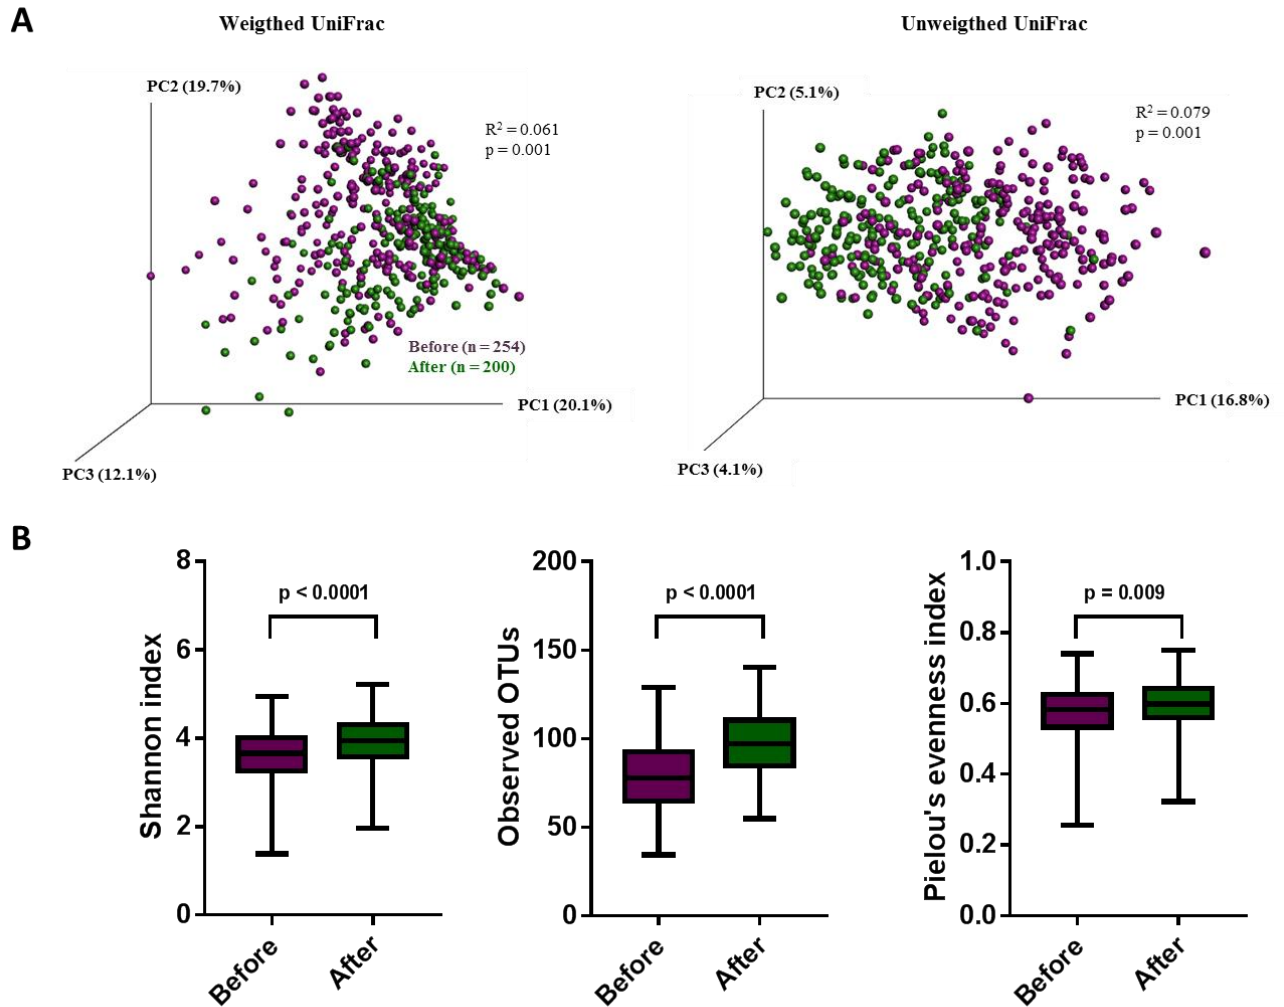 A
Weigthed UniFrac
Unweigthed UniFrac
PC2 (19.7%)
R² = 0.061
p = 0.001
Before (n = 254)
After (n = 200)
PC1 (20.1%)
PC3 (12.1%)
PC2 (5.1%)
R² = 0.079
p = 0.001
PC1 (16.8%)
PC3 (4.1%)
B
Shannon index
8
6
4
2
0
p < 0.0001
Before
After
Observed OTUs
200
150
100
50
0
p < 0.0001
Before
After
Pielou's evenness index
1.0
0.8
0.6
0.4
0.2
0.0
p = 0.009
Before
After